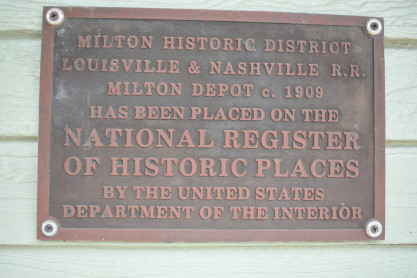 MILTON HISTORIC DISTRICT
LOUISVILLE & NASHVILLE R.R.
MILTON DEPOT c. 1909
HAS BEEN PLACED ON THE
NATIONAL REGISTER
OF HISTORIC PLACES
BY THE UNITED STATES
DEPARTMENT OF THE INTERIOR